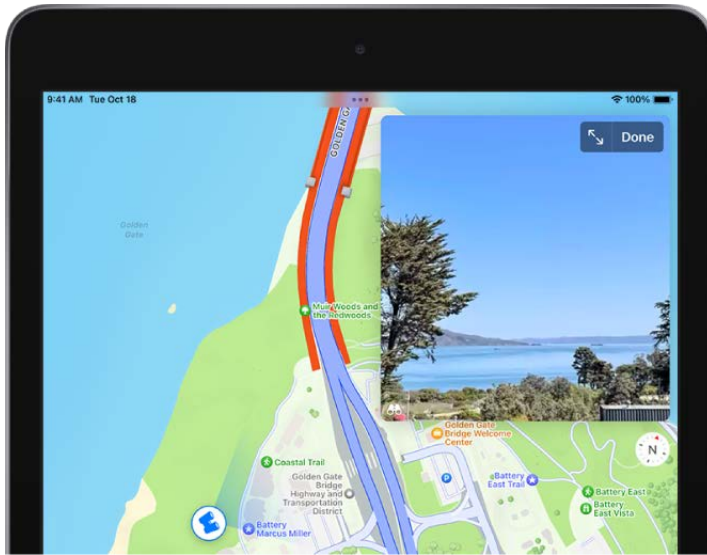 9:41 AM Tue Oct 18
100%
Done
GOLDEN GA
Golden
Gate
Muir Woods and
the Redwoods
Golden Gate
Bridge Welcome
Center
N
Coastal Trail
Golden Gate
Bridge
Highway and
Transportation
District
P
Battery
East Trail
Battery East
Battery
East Vista
Battery
Marcus Miller